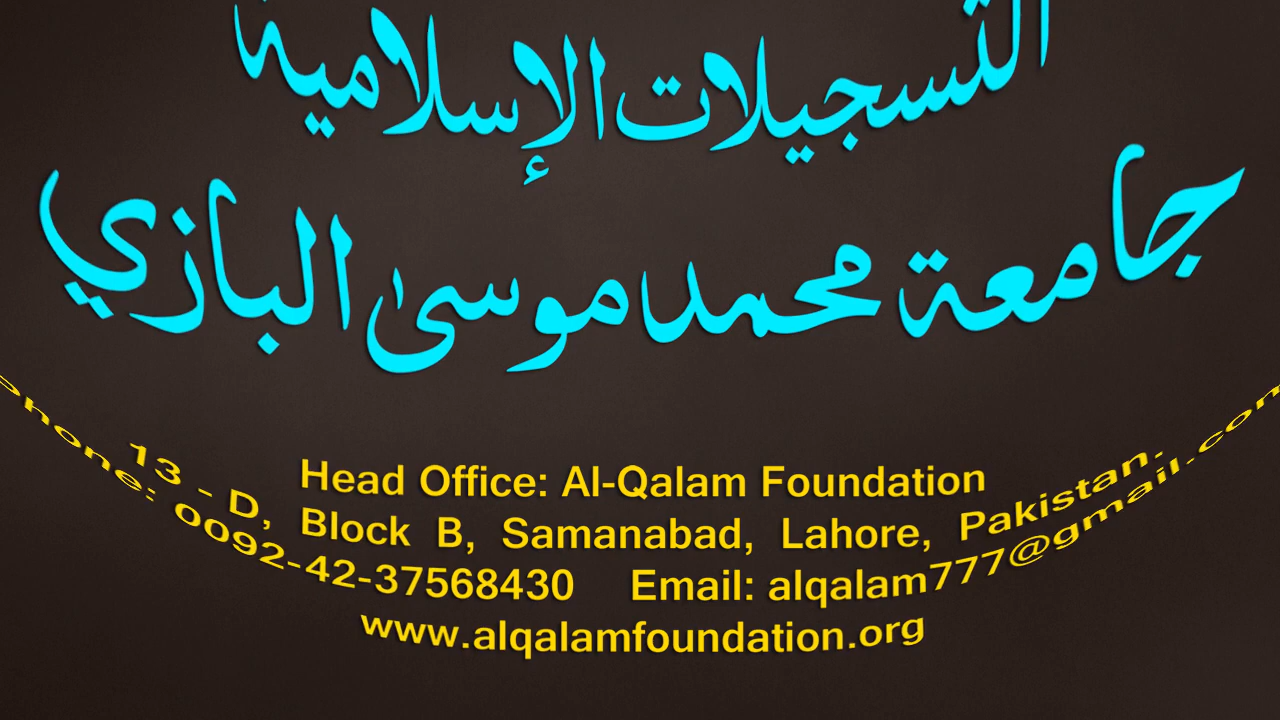 التسجيلات الإسلامية
جامعة محمد موسىٰ البازي
Head Office: Al-Qalam Foundation
13 - D, Block B, Samanabad, Lahore, Pakistan.
Phone: 0092-42-37568430 Email: alqalam777@gmail.com
www.alqalamfoundation.org